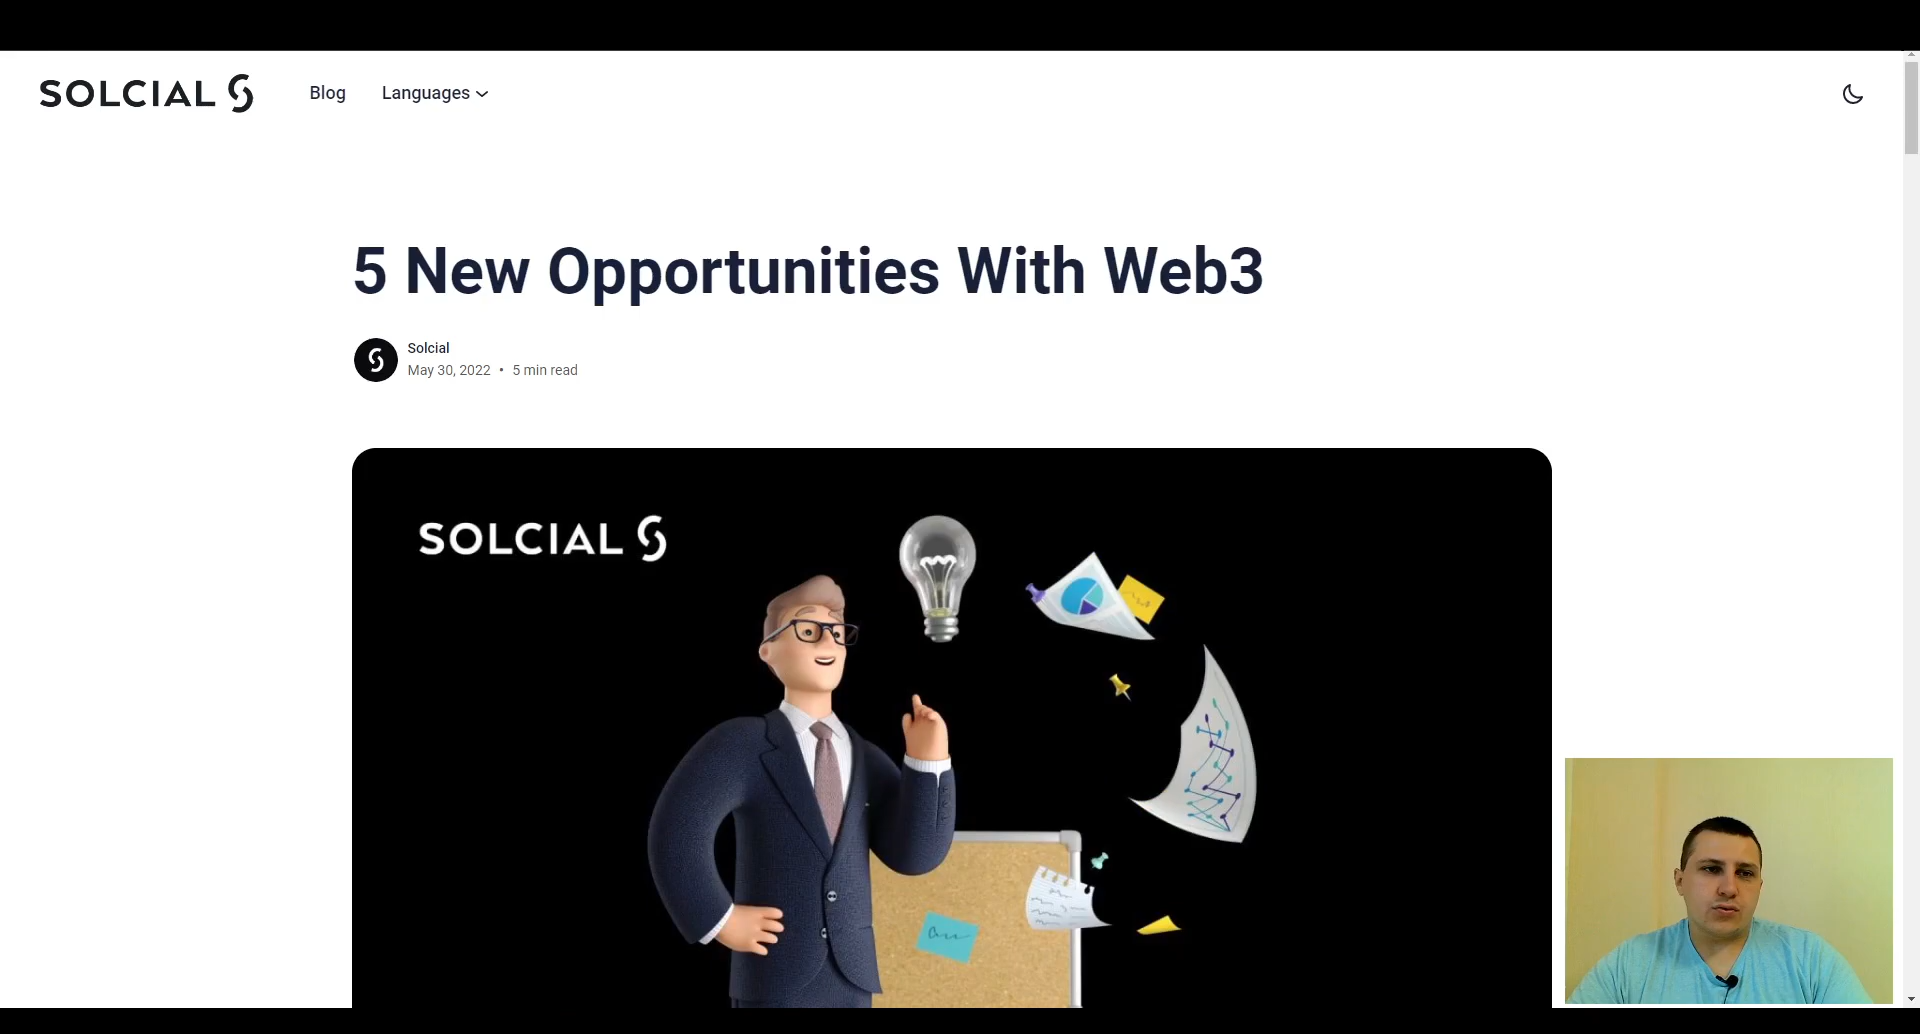 SOLCIAL
Blog
Languages
5 New Opportunities With Web3
Solcial
May 30, 2022 • 5 min read
SOLCIAL